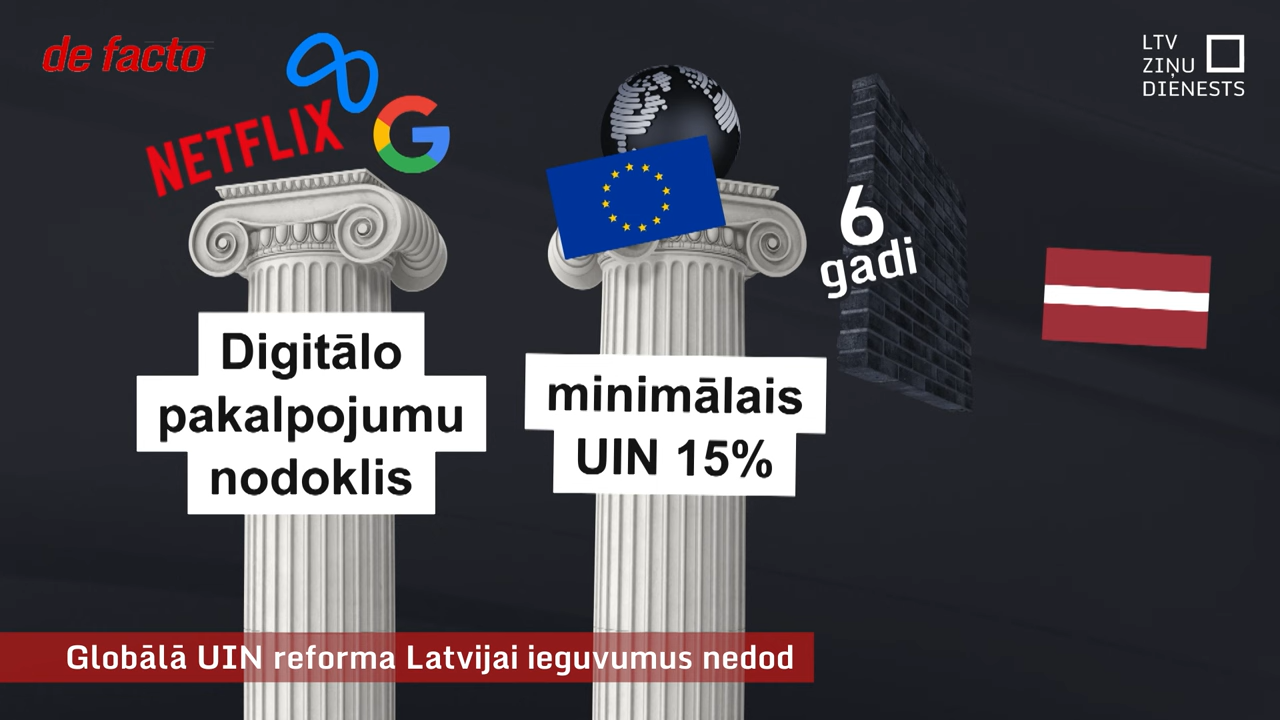 de facto
LTV
ZIŅU
DIENESTS
NETFLIX
G
6
gadi
Digitālo
pakalpojumu
nodoklis
minimālais
UIN 15%
Globālā UIN reforma Latvijai ieguvumus nedod